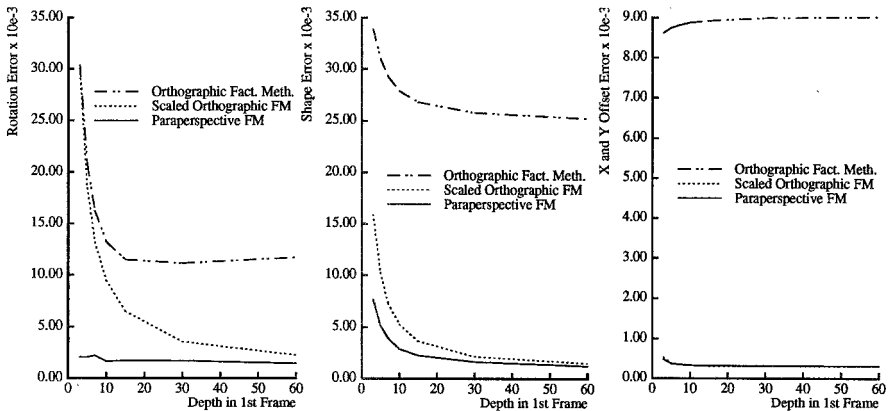 Rotation Error x 10e-3
35.00
30.00
25.00
20.00
15.00
10.00
5.00
0.00
0 10 20 30 40 50 60
Depth in 1st Frame
Orthographic Fact. Meth.
Scaled Orthographic FM
Paraperspective FM
Shape Error x 10e-3
35.00
30.00
25.00
20.00
15.00
10.00
5.00
0.00
0 10 20 30 40 50 60
Depth in 1st Frame
Orthographic Fact. Meth.
Scaled Orthographic FM
Paraperspective FM
X and Y Offset Error x 10e-3
9.00
8.00
7.00
6.00
5.00
4.00
3.00
2.00
1.00
0.00
0 10 20 30 40 50 60
Depth in 1st Frame
Orthographic Fact. Meth.
Scaled Orthographic FM
Paraperspective FM